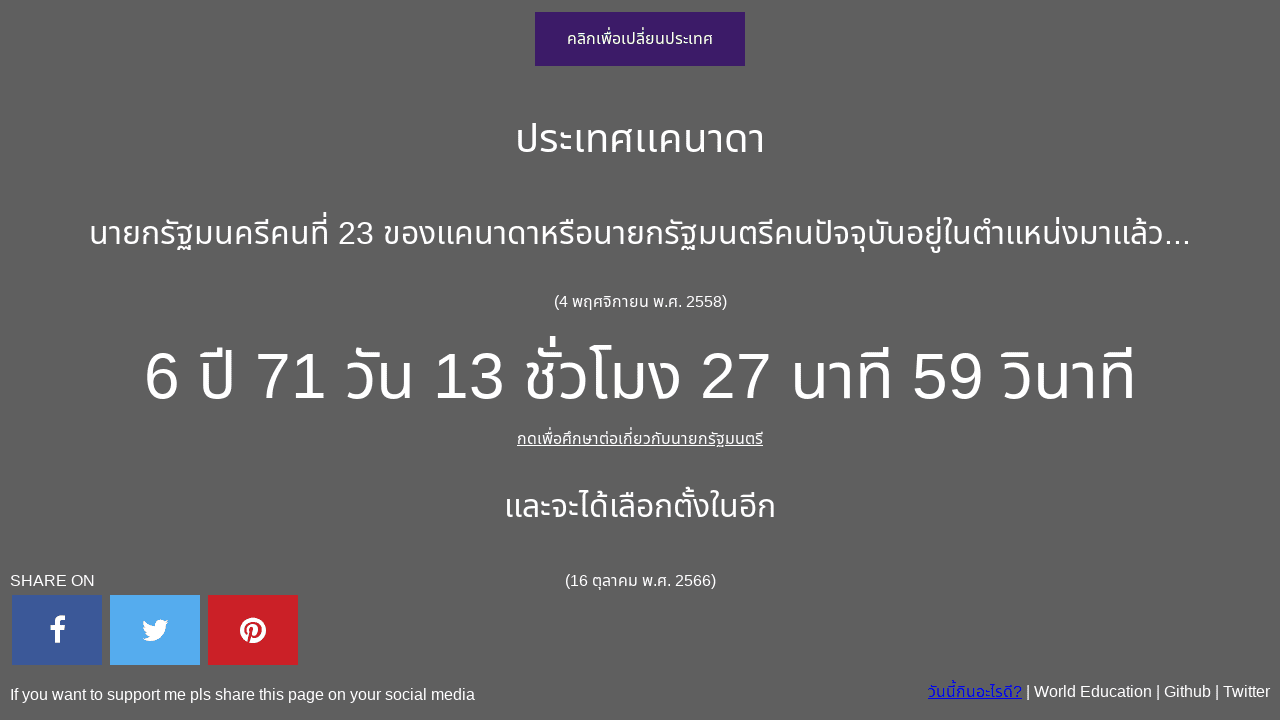 คลิกเพื่อเปลี่ยนประเทศ
ประเทศแคนาดา
นายกรัฐมนครีคนที่ 23 ของแคนาดาหรือนายกรัฐมนตรีคนปัจจุบันอยู่ในตำแหน่งมาแล้ว...
(4 พฤศจิกายน พ.ศ. 2558)
6 ปี 71 วัน 13 ชั่วโมง 27 นาที 59 วินาที
กดเพื่อศึกษาต่อเกี่ยวกับนายกรัฐมนตรี
และจะได้เลือกตั้งในอีก
(16 ตุลาคม พ.ศ. 2566)
SHARE ON
If you want to support me pls share this page on your social media
วันนี้กินอะไรดี? | World Education | Github | Twitter